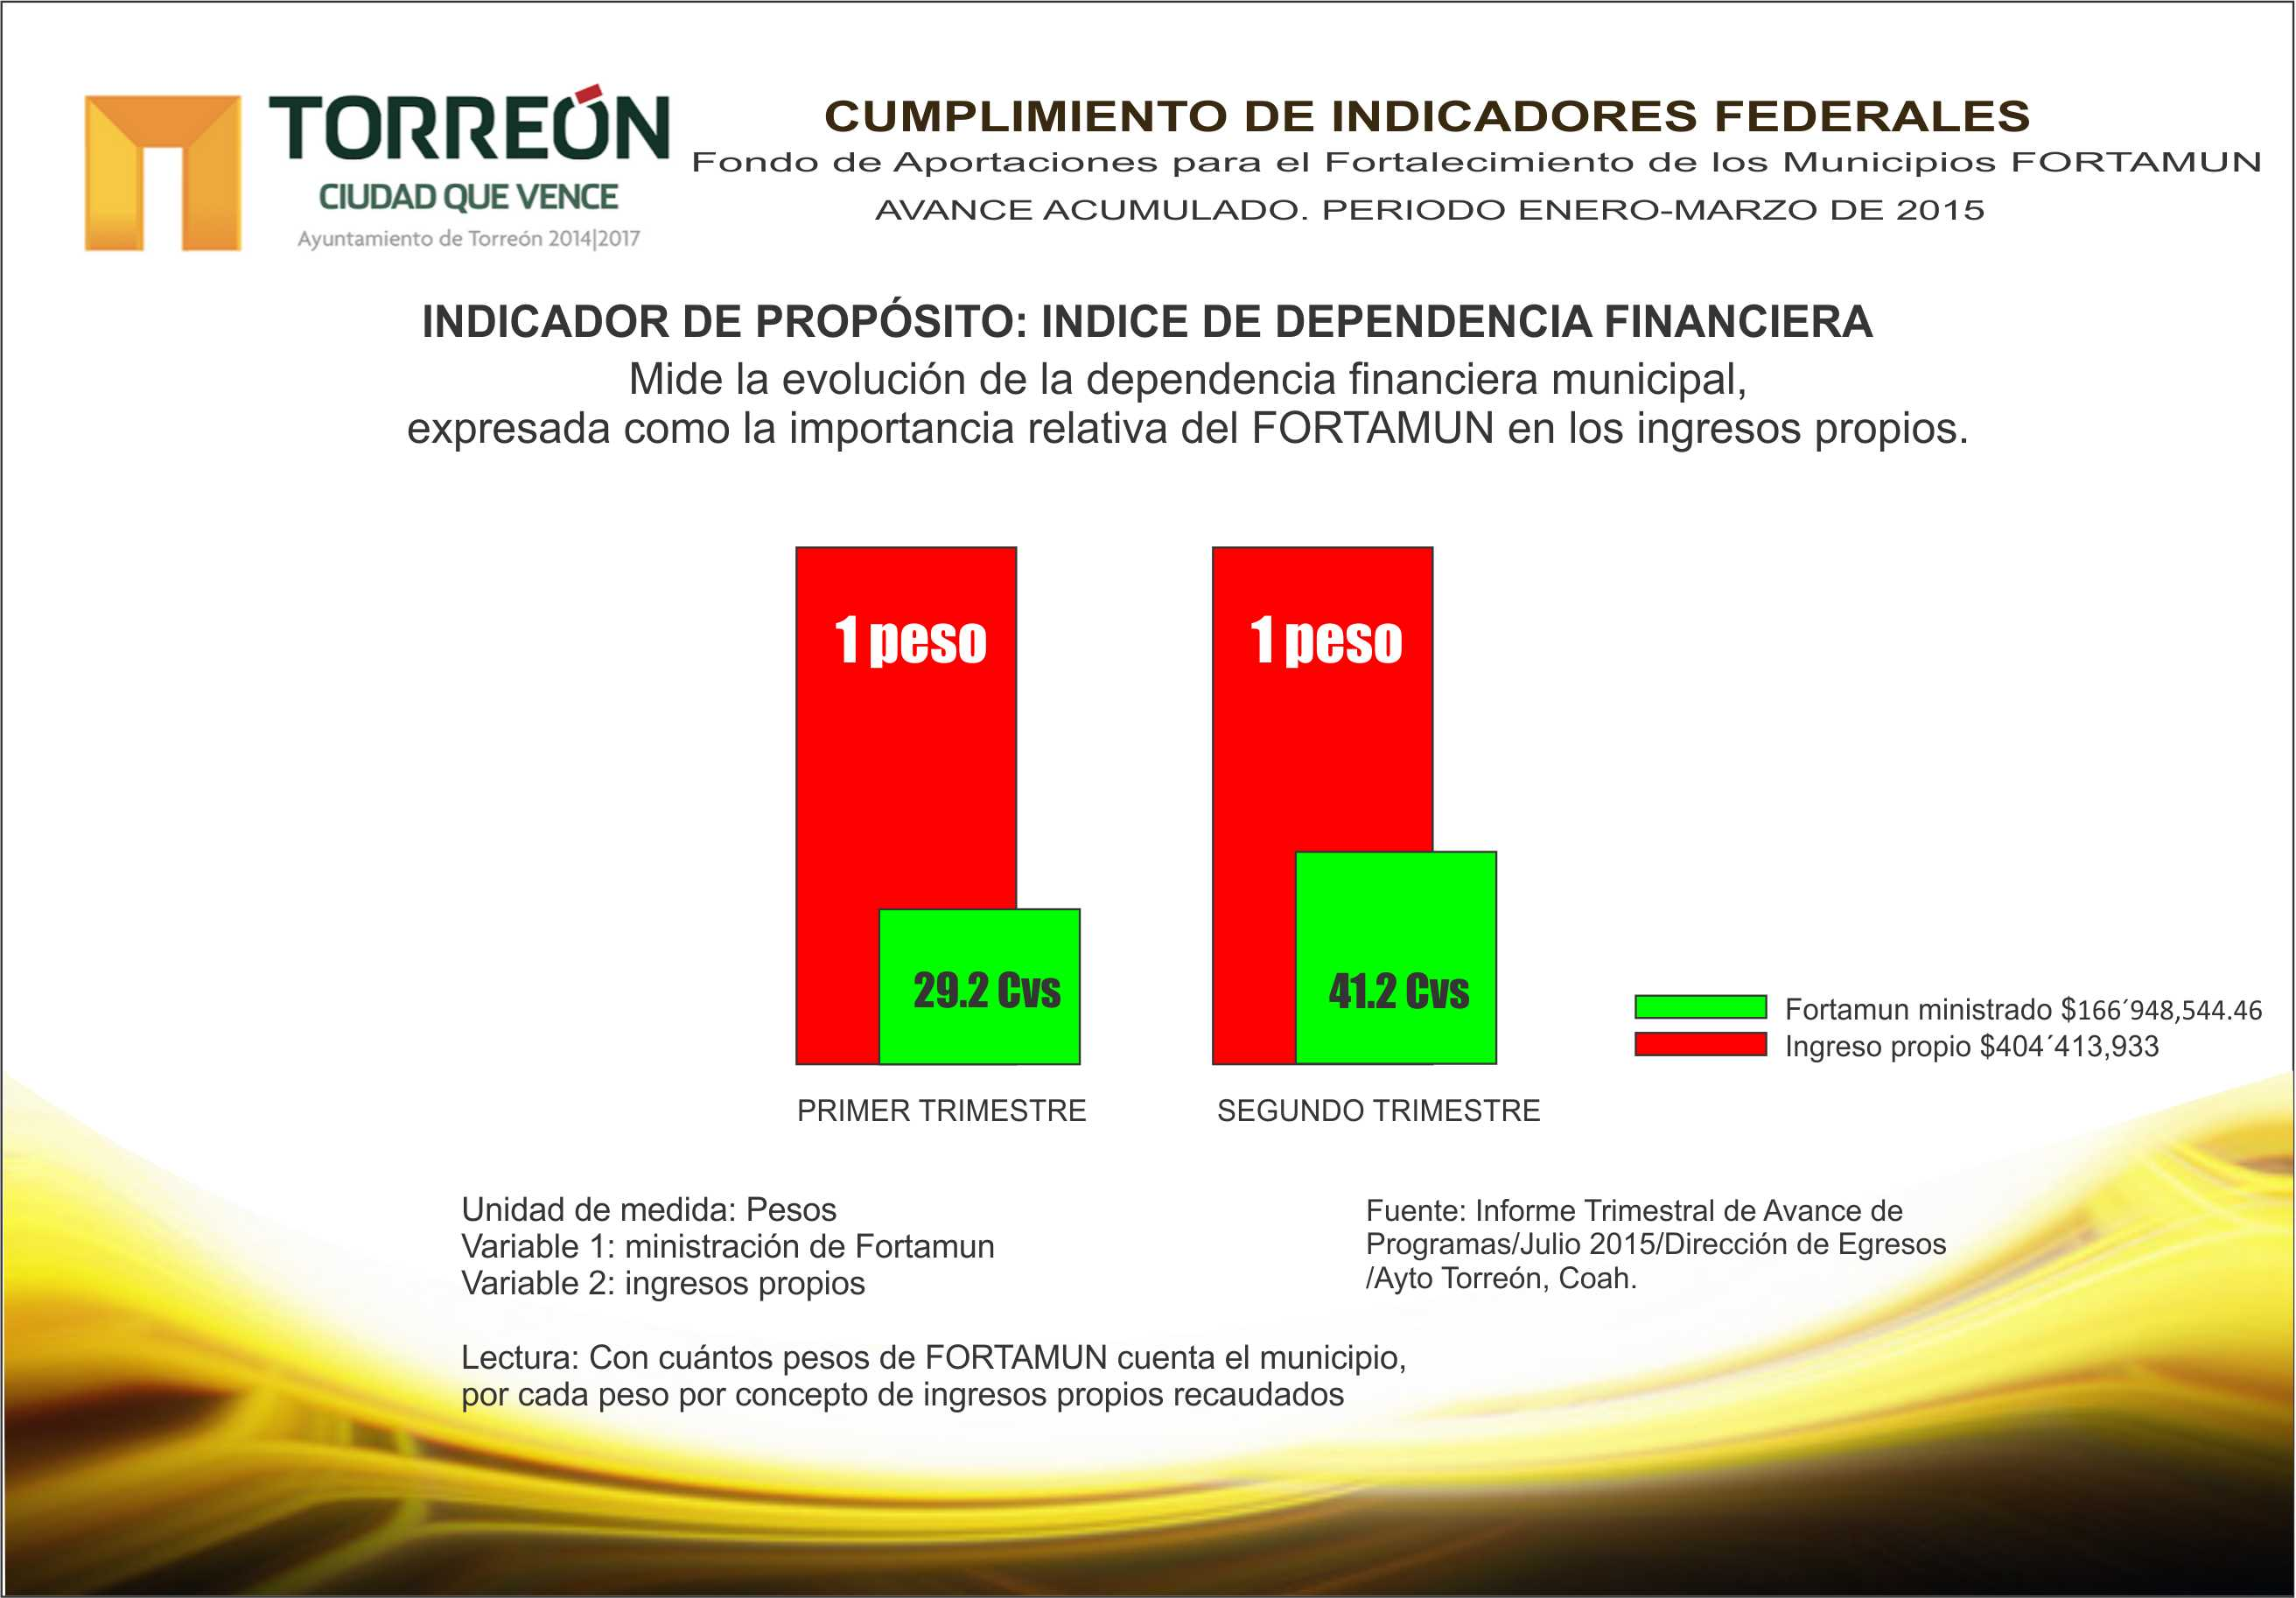 TORREÓN
CIUDAD QUE VENCE
Ayuntamiento de Torreón 2014|2017
CUMPLIMIENTO DE INDICADORES FEDERALES
Fondo de Aportaciones para el Fortalecimiento de los Municipios FORTAMUN
AVANCE ACUMULADO. PERIODO ENERO-MARZO DE 2015
INDICADOR DE PROPÓSITO: INDICE DE DEPENDENCIA FINANCIERA
Mide la evolución de la dependencia financiera municipal,
expresada como la importancia relativa del FORTAMUN en los ingresos propios.
1 peso
1 peso
29.2 Cvs
41.2 Cvs
Fortamun ministrado $166´948,544.46
Ingreso propio $404´413,933
PRIMER TRIMESTRE
SEGUNDO TRIMESTRE
Unidad de medida: Pesos
Variable 1: ministración de Fortamun
Variable 2: ingresos propios
Fuente: Informe Trimestral de Avance de
Programas/Julio 2015/Dirección de Egresos
/Ayto Torreón, Coah.
Lectura: Con cuántos pesos de FORTAMUN cuenta el municipio,
por cada peso por concepto de ingresos propios recaudados